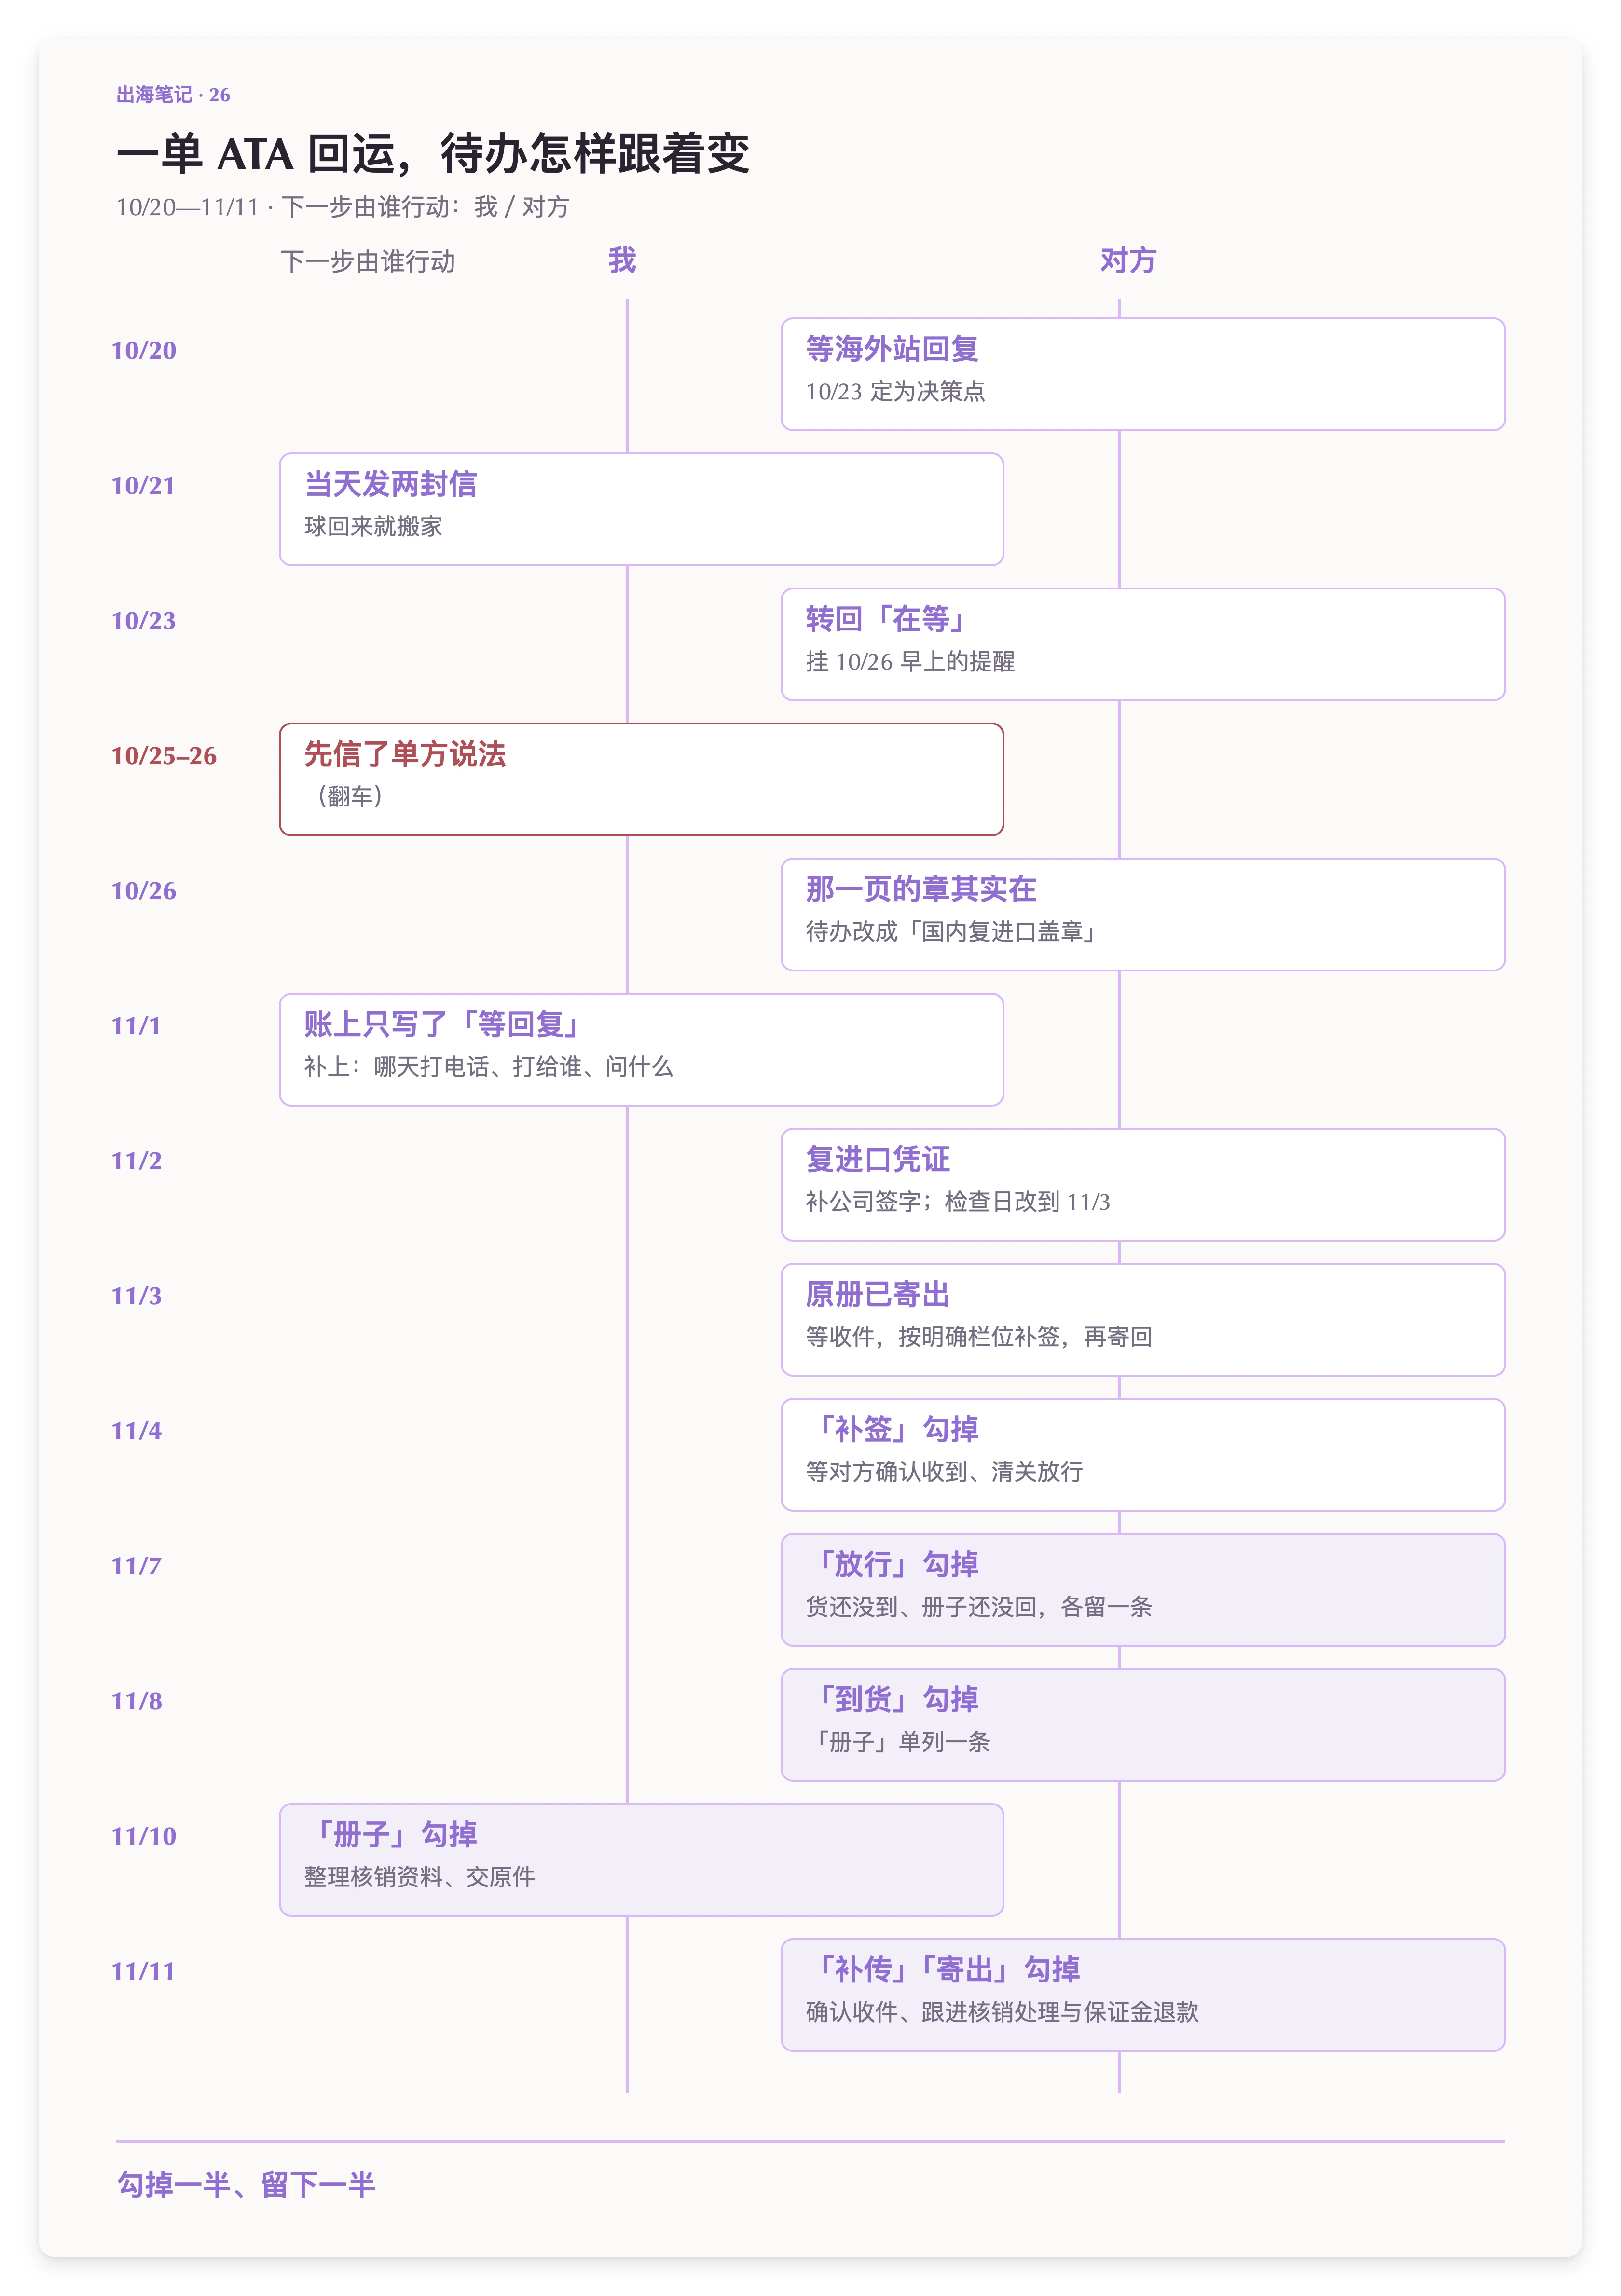 出海笔记 · 26
一单 ATA 回运，待办怎样跟着变
10/20—11/11 · 下一步由谁行动：我 / 对方
下一步由谁行动
我
对方
10/20
等海外站回复
10/23 定为决策点
10/21
当天发两封信
球回来就搬家
10/23
转回「在等」
挂 10/26 早上的提醒
10/25–26
先信了单方说法
（翻车）
10/26
那一页的章其实在
待办改成「国内复进口盖章」
11/1
账上只写了「等回复」
补上：哪天打电话、打给谁、问什么
11/2
复进口凭证
补公司签字；检查日改到 11/3
11/3
原册已寄出
等收件，按明确栏位补签，再寄回
11/4
「补签」勾掉
等对方确认收到、清关放行
11/7
「放行」勾掉
货还没到、册子还没回，各留一条
11/8
「到货」勾掉
「册子」单列一条
11/10
「册子」勾掉
整理核销资料、交原件
11/11
「补传」「寄出」勾掉
确认收件、跟进核销处理与保证金退款
勾掉一半、留下一半